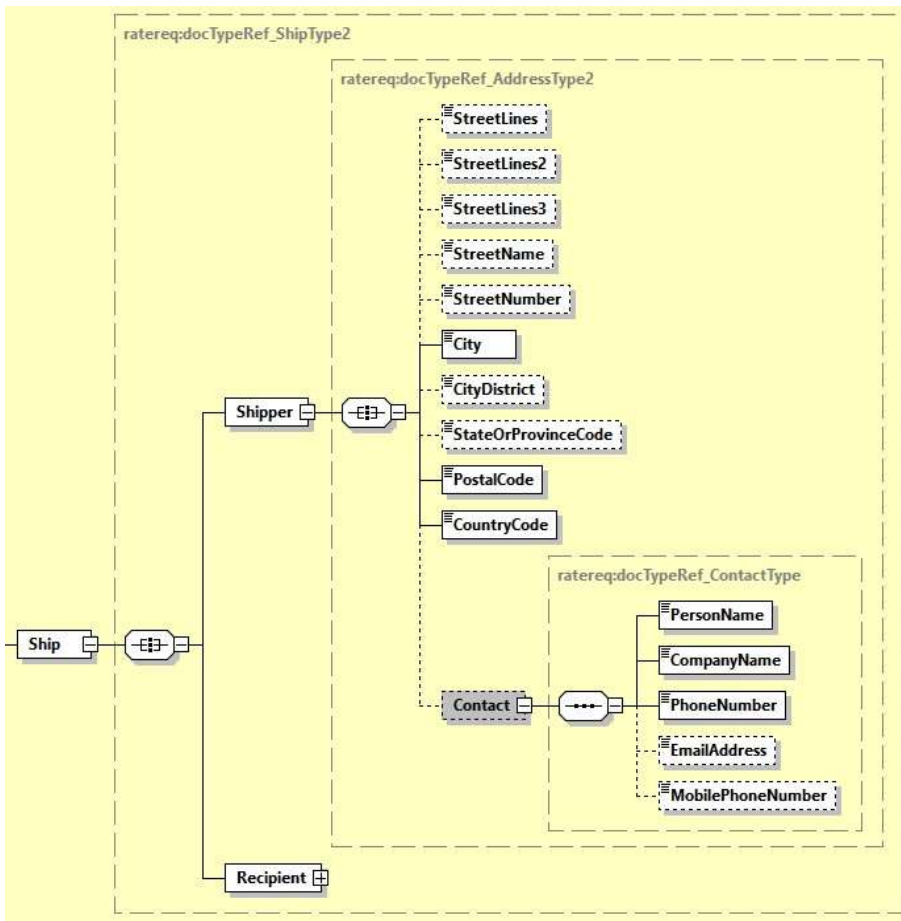 ratereq:docTypeRef_ShipType2
ratereq:docTypeRef_AddressType2
StreetLines
StreetLines2
StreetLines3
StreetName
StreetNumber
City
CityDistrict
Shipper
StateOrProvinceCode
PostalCode
CountryCode
ratereq:docTypeRef_ContactType
PersonName
Ship
CompanyName
Contact
PhoneNumber
EmailAddress
MobilePhoneNumber
Recipient